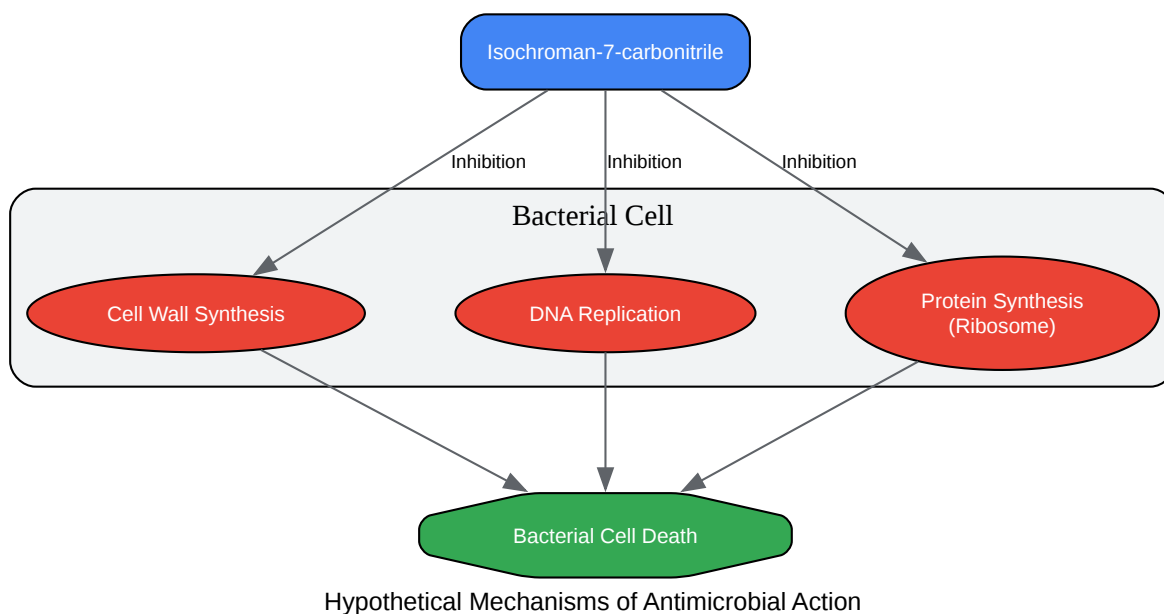 Isochroman-7-carbonitrile
Inhibition
Inhibition
Inhibition
Bacterial Cell
Cell Wall Synthesis
DNA Replication
Protein Synthesis
(Ribosome)
Bacterial Cell Death
Hypothetical Mechanisms of Antimicrobial Action